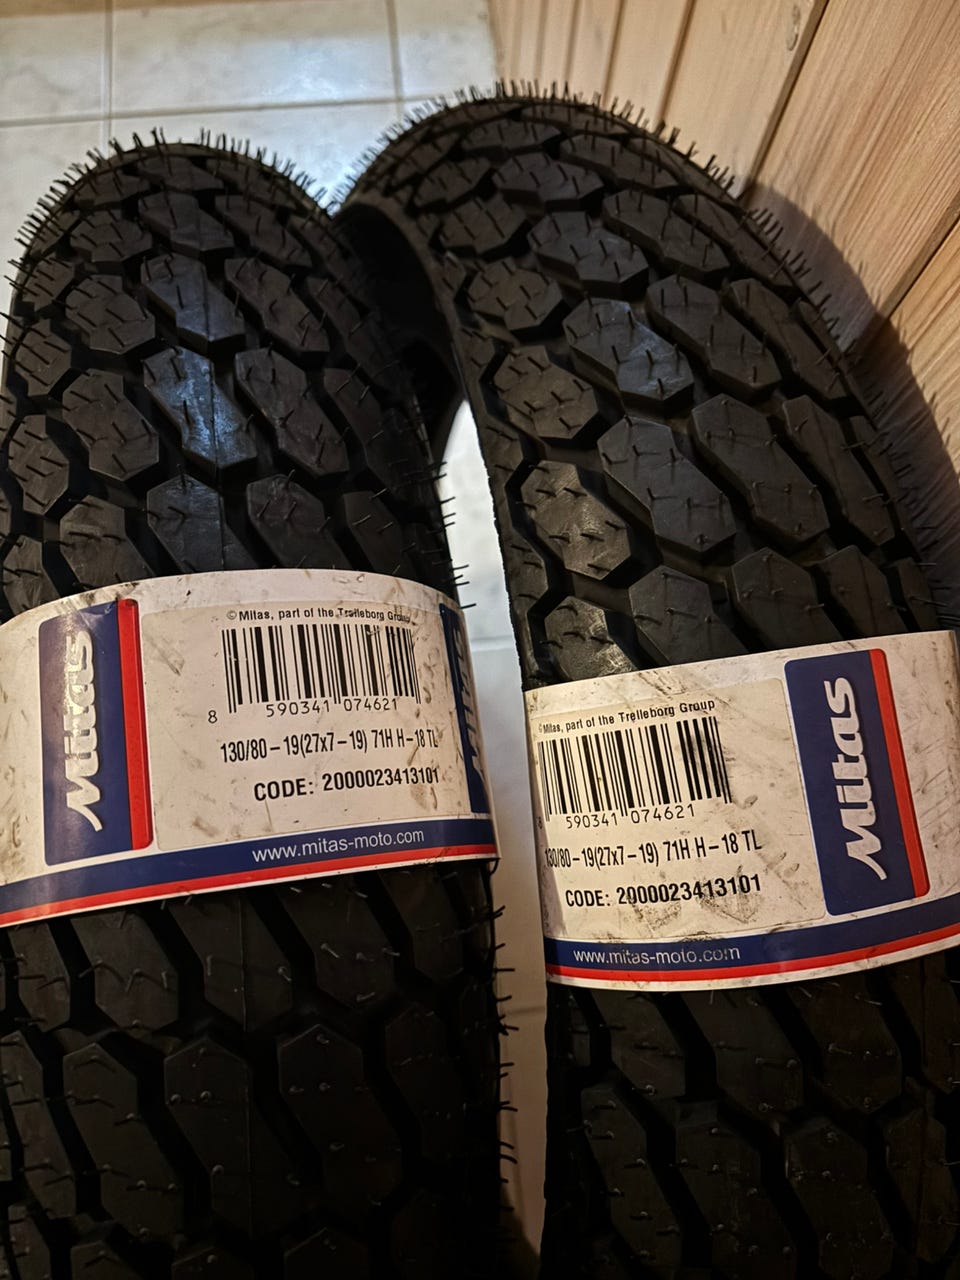 Mitas
© Mitas, part of the Trelleborg Group
8 590341 074621
130/80-19(27x7-19) 71H H-18 TL
CODE: 2000023413101
www.mitas-moto.com
© Mitas, part of the Trelleborg Group
8 590341 074621
130/80-19(27x7-19) 71H H-18 TL
CODE: 2000023413101
Mitas
www.mitas-moto.com